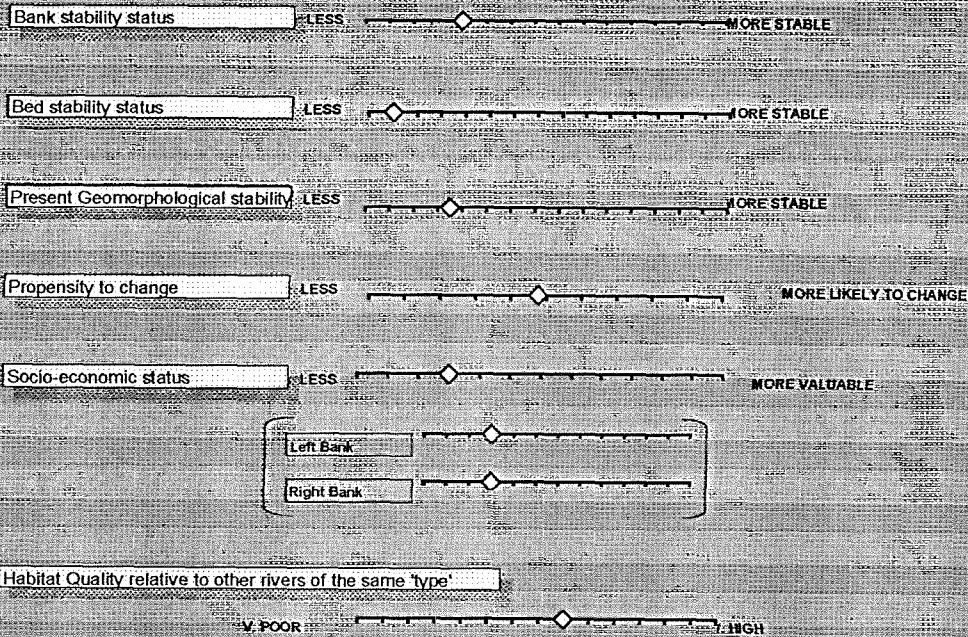 Bank stability status LESS MORE STABLE
Bed stability status LESS MORE STABLE
Present Geomorphological stability LESS MORE STABLE
Propensity to change LESS MORE LIKELY TO CHANGE
Socio-economic status LESS MORE VALUABLE
Left Bank
Right Bank
Habitat Quality relative to other rivers of the same 'type'
V. POOR HIGH